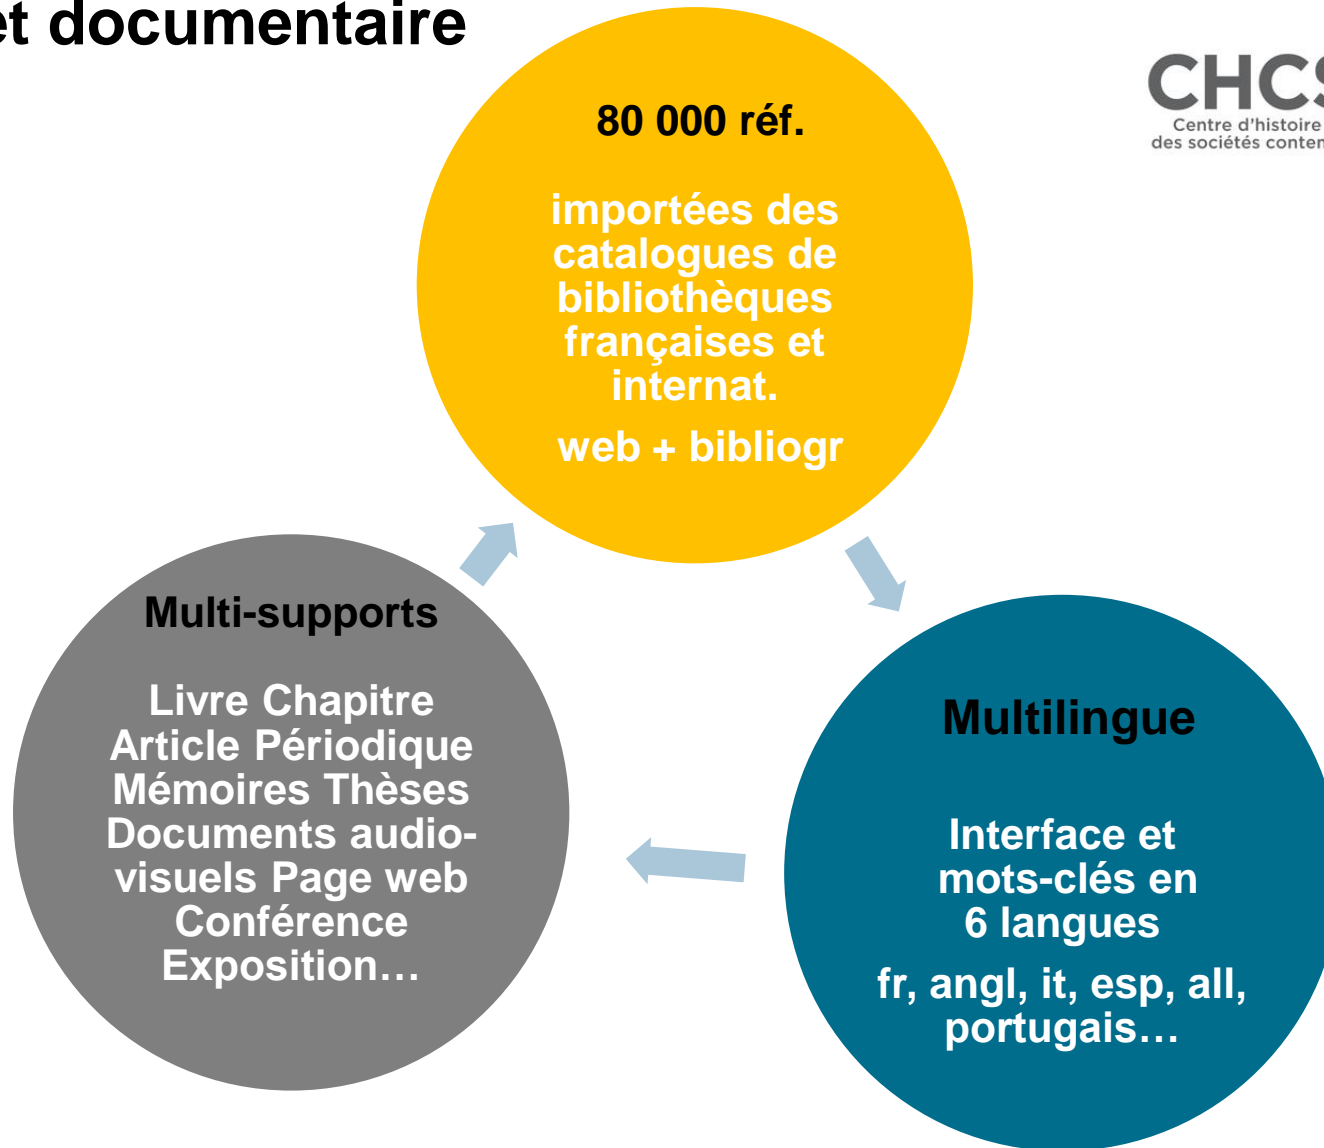 et documentaire
CHCS
Centre d'histoire
des sociétés conten
80 000 réf.
importées des
catalogues de
bibliothèques
françaises et
internat.
web + bibliogr
Multi-supports
Livre Chapitre
Article Périodique
Mémoires Thèses
Documents audio-
visuels Page web
Conférence
Exposition…
Multilingue
Interface et
mots-clés en
6 langues
fr, angl, it, esp, all,
portugais…